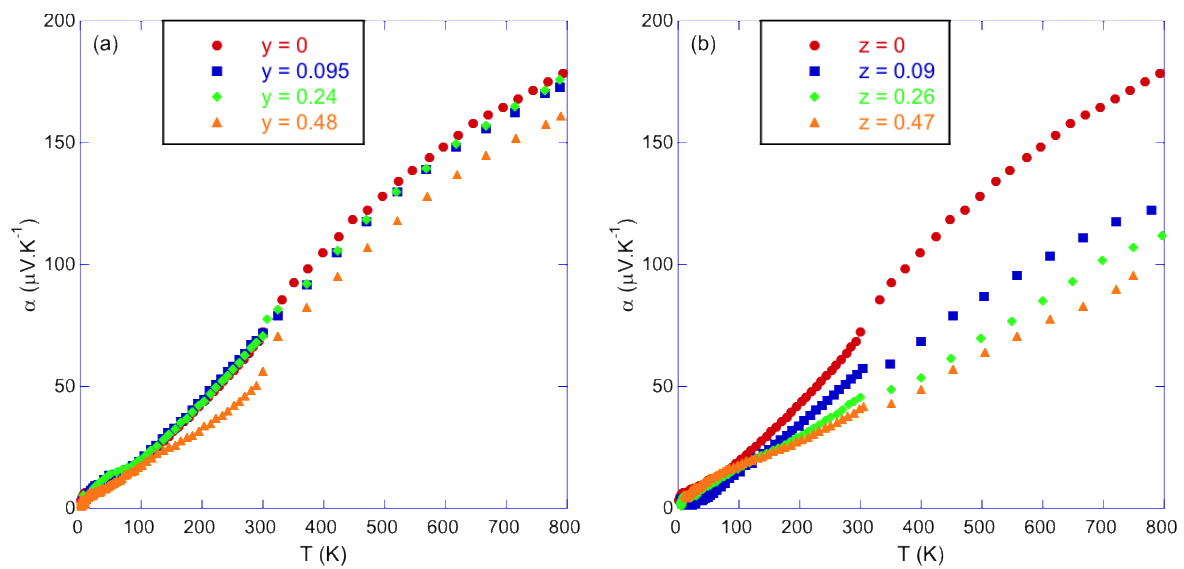 (a)
y = 0
y = 0.095
y = 0.24
y = 0.48
200
150
100
50
0
α (μV.K⁻¹)
0 100 200 300 400 500 600 700 800
T (K)
(b)
z = 0
z = 0.09
z = 0.26
z = 0.47
200
150
100
50
0
α (μV.K⁻¹)
0 100 200 300 400 500 600 700 800
T (K)